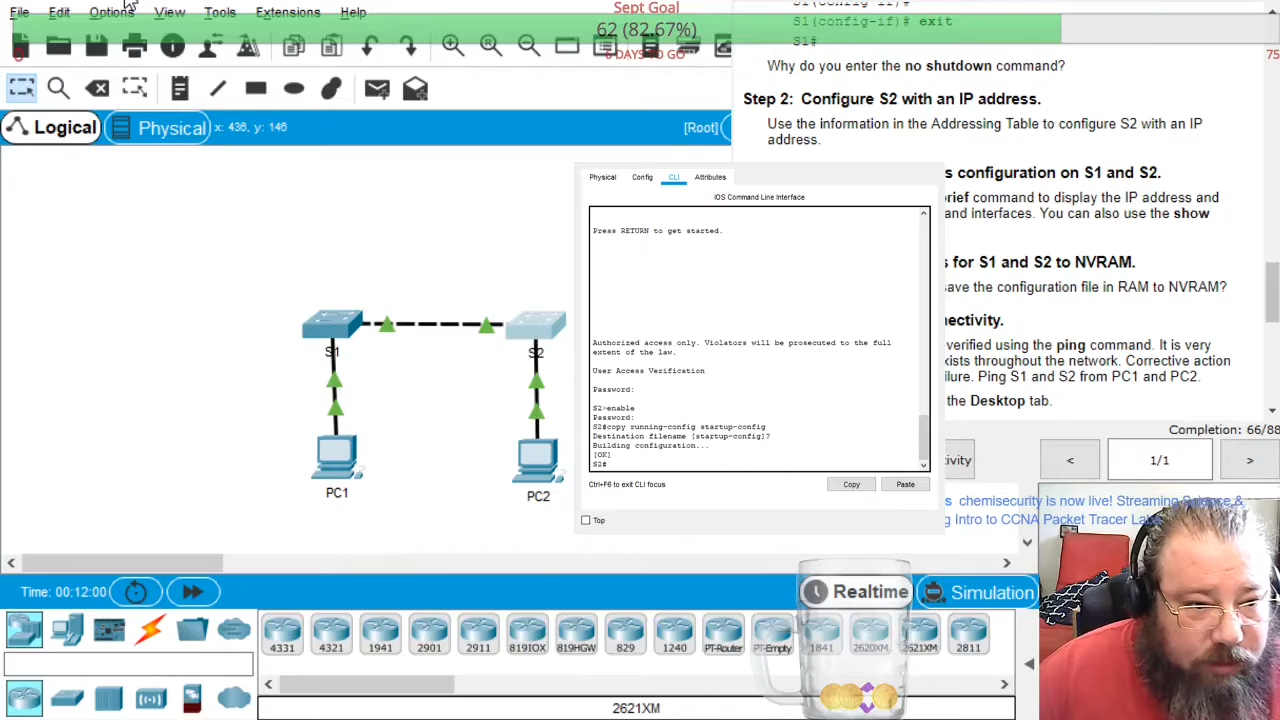 File Edit Options View Tools Extensions Help
Sept Goal
62 (82.67%)
6 DAYS TO GO
0
75
S1(config-if)# exit
S1#
Why do you enter the no shutdown command?
Step 2: Configure S2 with an IP address.
Use the information in the Addressing Table to configure S2 with an IP
address.
Logical
Physical
x: 436, y: 146
[Root]
s configuration on S1 and S2.
rief command to display the IP address and
and interfaces. You can also use the show
s for S1 and S2 to NVRAM.
save the configuration file in RAM to NVRAM?
nectivity.
verified using the ping command. It is very
xists throughout the network. Corrective action
ilure. Ping S1 and S2 from PC1 and PC2.
the Desktop tab.
Physical Config CLI Attributes
IOS Command Line Interface
Press RETURN to get started.
Authorized access only. Violators will be prosecuted to the full
extent of the law.
User Access Verification
Password:
S2>enable
Password:
S2#copy running-config startup-config
Destination filename [startup-config]?
Building configuration...
[OK]
S2#
Ctrl+F6 to exit CLI focus
Copy
Paste
Top
S1
S2
PC1
PC2
Completion: 66/88
ivity
<
1/1
>
s chemisecurity is now live! Streaming Science &
g Intro to CCNA Packet Tracer Labs
Time: 00:12:00
Realtime
Simulation
4331 4321 1941 2901 2911 819IOX 819HGW 829 1240 PT-Router PT-Empty 1841 2620XM 2621XM 2811
2621XM